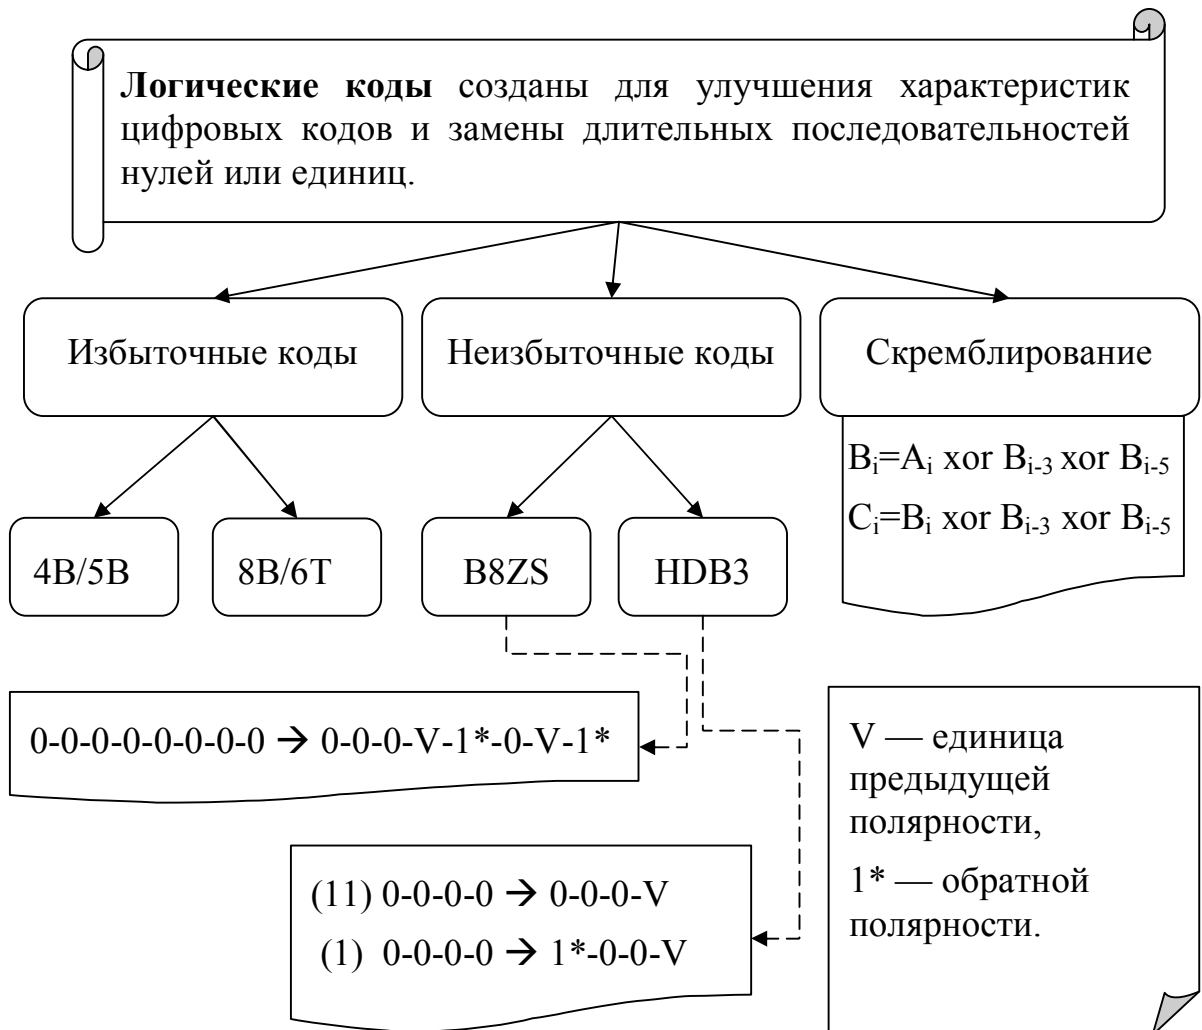 Логические коды созданы для улучшения характеристик
цифровых кодов и замены длительных последовательностей
нулей или единиц.
Избыточные коды
Неизбыточные коды
Скремблирование
Bᵢ=Aᵢ xor Bᵢ₋₃ xor Bᵢ₋₅
Cᵢ=Bᵢ xor Bᵢ₋₃ xor Bᵢ₋₅
4B/5B
8B/6T
B8ZS
HDB3
0-0-0-0-0-0-0-0 → 0-0-0-V-1*-0-V-1*
(11) 0-0-0-0 → 0-0-0-V
(1) 0-0-0-0 → 1*-0-0-V
V — единица
предыдущей
полярности,
1* — обратной
полярности.